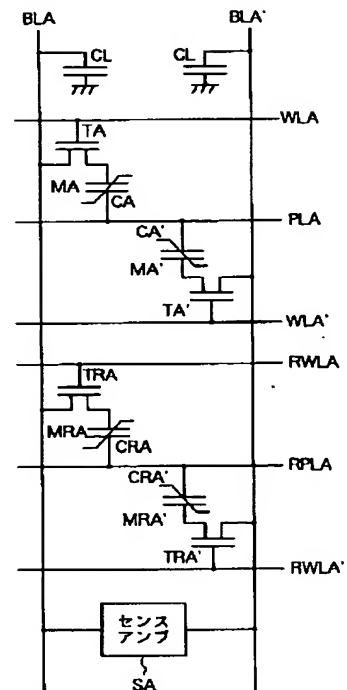 BLA BLA'
CL CL
WLA
TA
MA
CA
PLA
CA'
MA'
TA'
WLA'
RWLA
TRA
MRA
CRA
RPLA
CRA'
MRA'
TRA'
RWLA'
センス
アンプ
SA